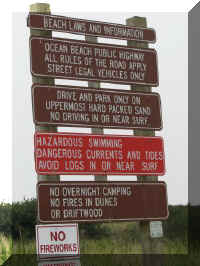 BEACH LAWS AND INFORMATION
OCEAN BEACH PUBLIC HIGHWAY
ALL RULES OF THE ROAD APPLY
STREET LEGAL VEHICLES ONLY
DRIVE AND PARK ONLY ON
UPPERMOST HARD PACKED SAND
NO DRIVING IN OR NEAR SURF
HAZARDOUS SWIMMING
DANGEROUS CURRENTS AND TIDES
AVOID LOGS IN OR NEAR SURF
NO OVERNIGHT CAMPING
NO FIRES IN DUNES
OR DRIFTWOOD
NO
FIREWORKS